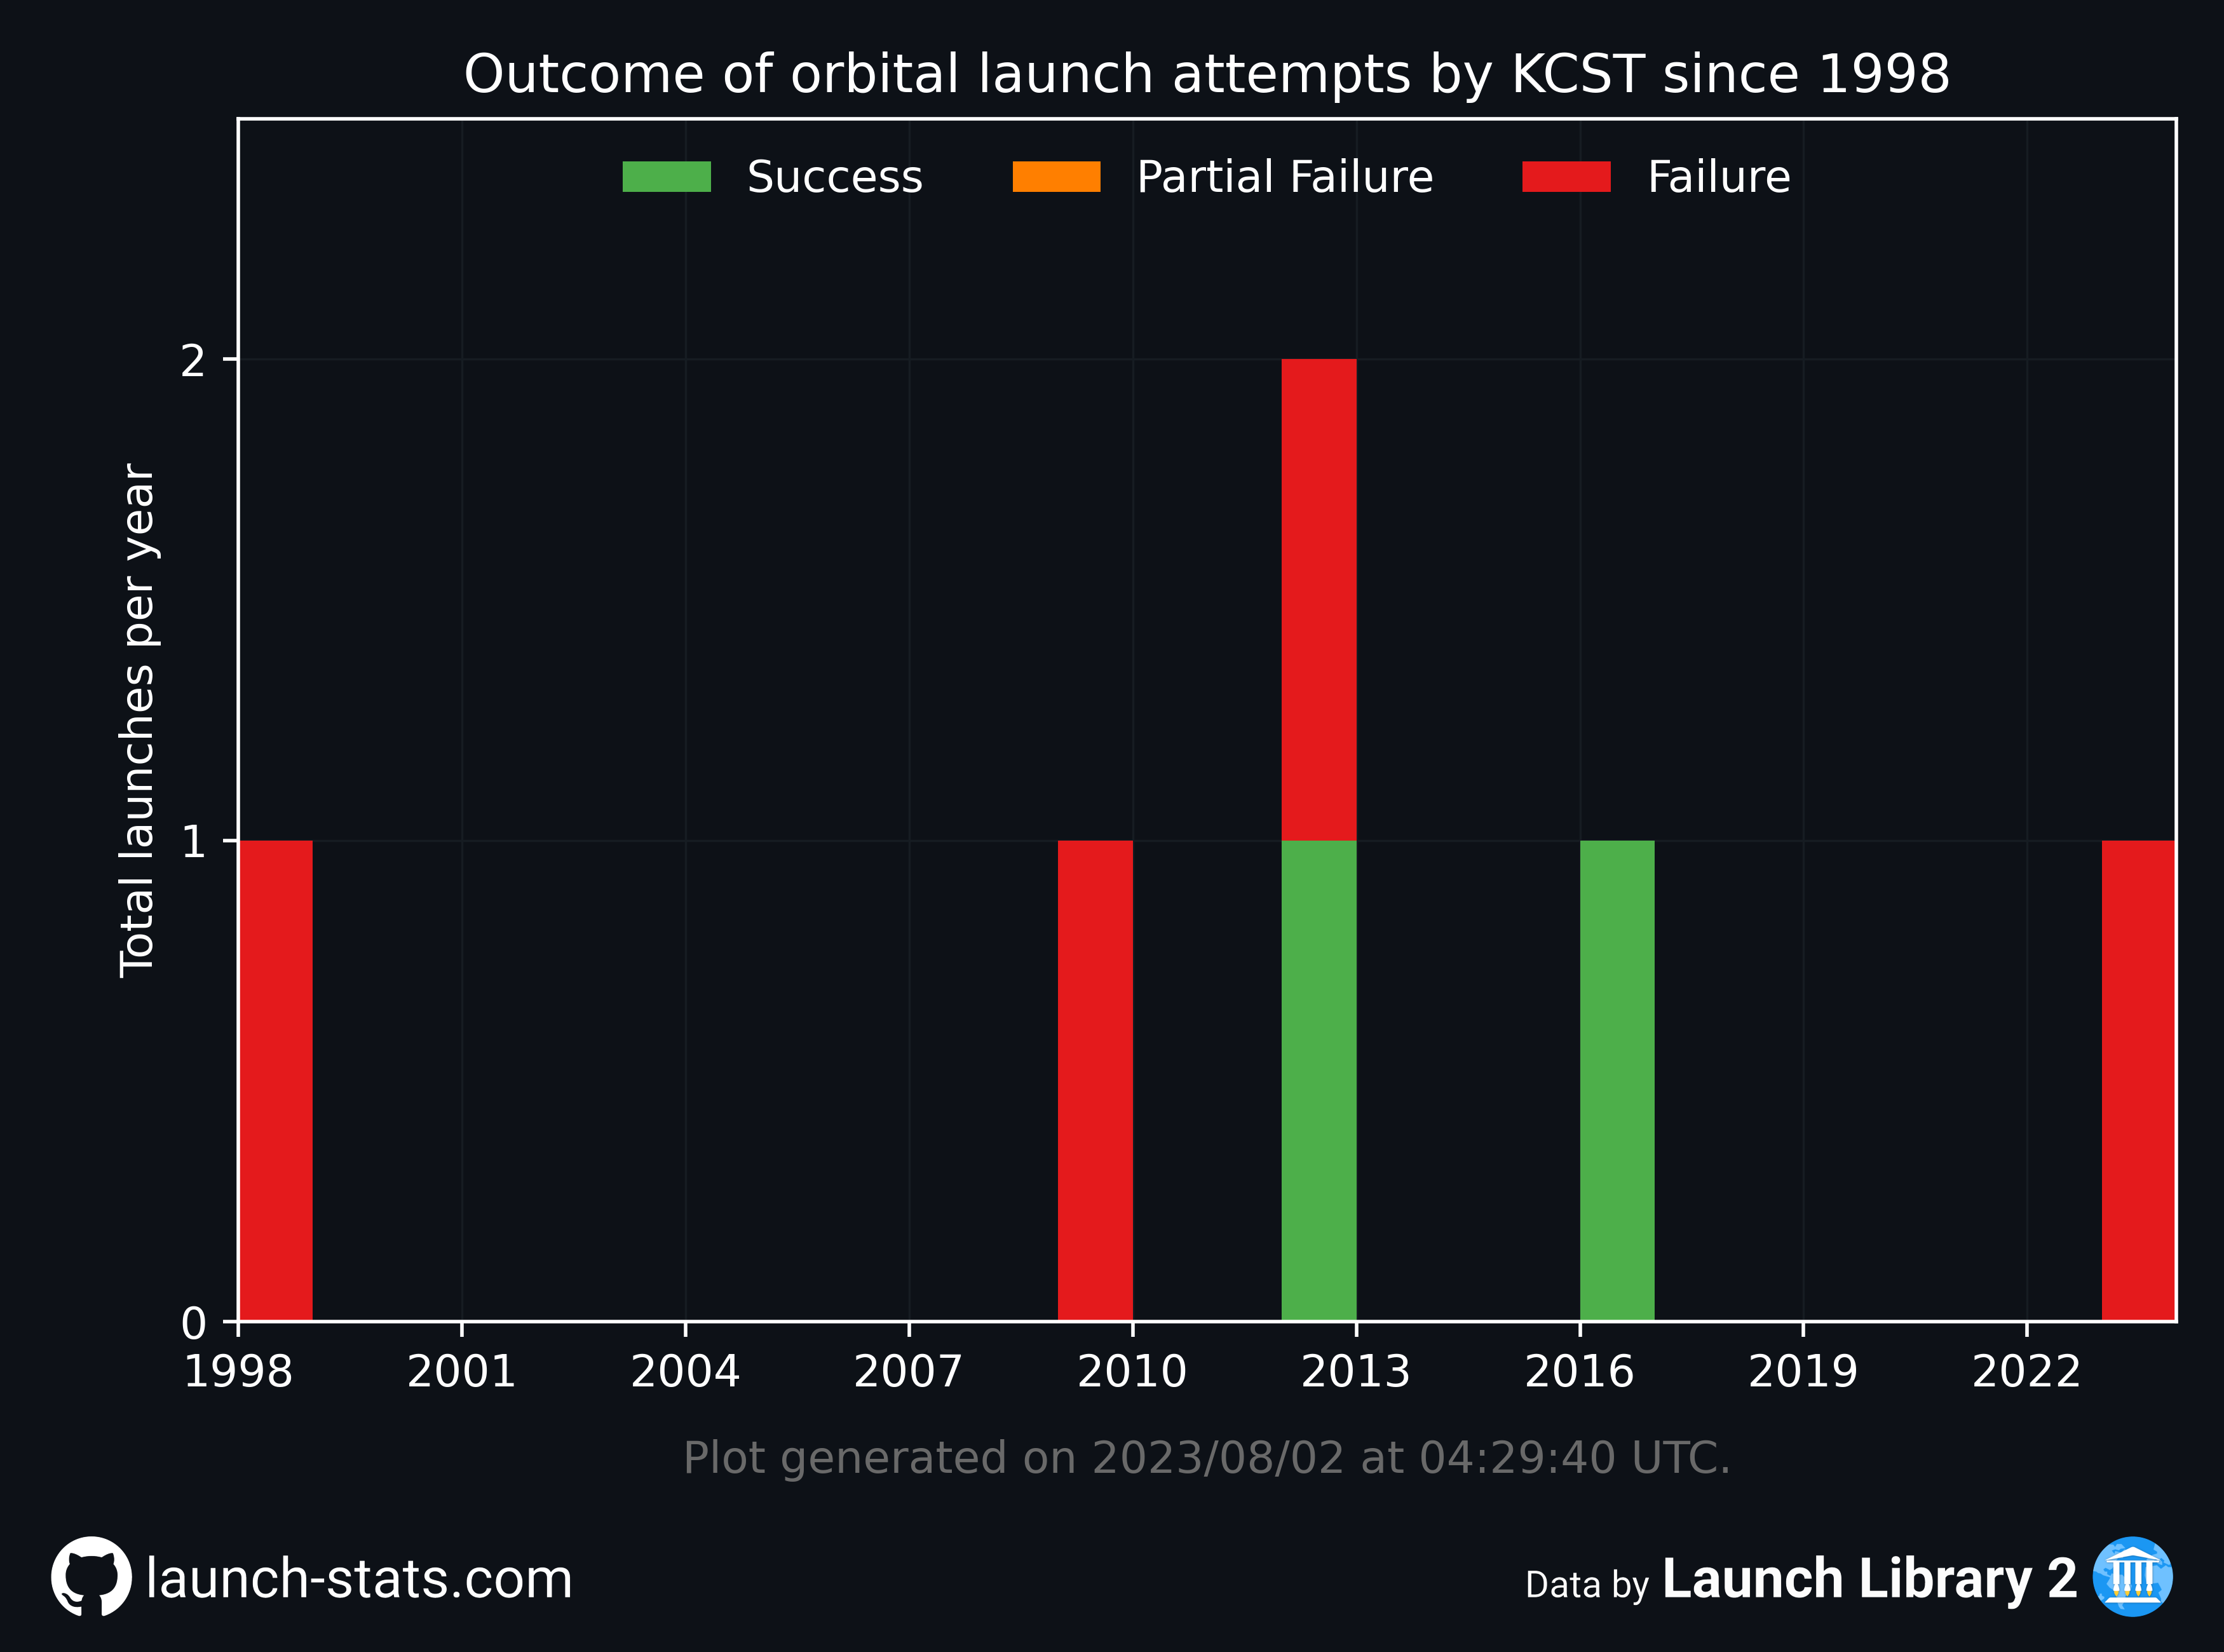 Outcome of orbital launch attempts by KCST since 1998
Success Partial Failure Failure
Total launches per year
2
1
0
1998 2001 2004 2007 2010 2013 2016 2019 2022
Plot generated on 2023/08/02 at 04:29:40 UTC.
launch-stats.com
Data by Launch Library 2